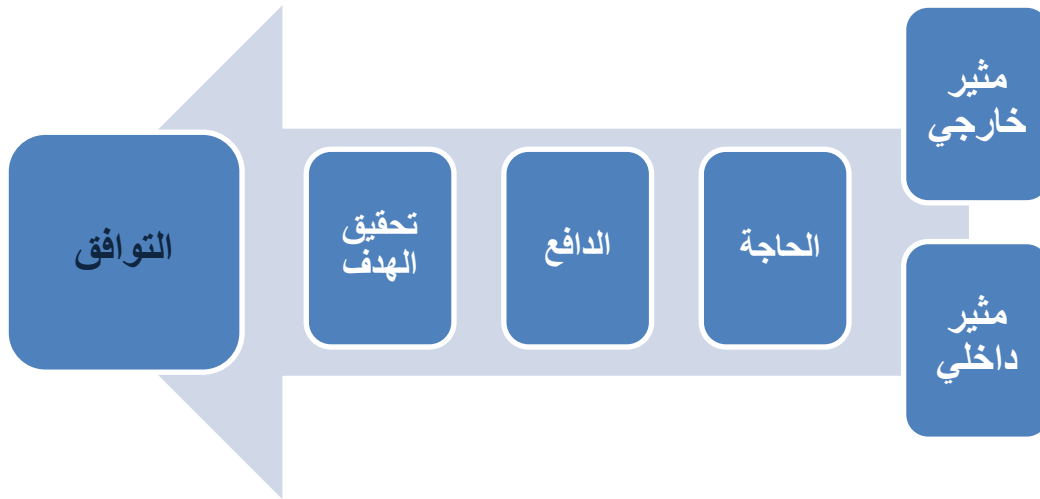 مثير
خارجي
مثير
داخلي
الحاجة
الدافع
تحقيق
الهدف
التوافق